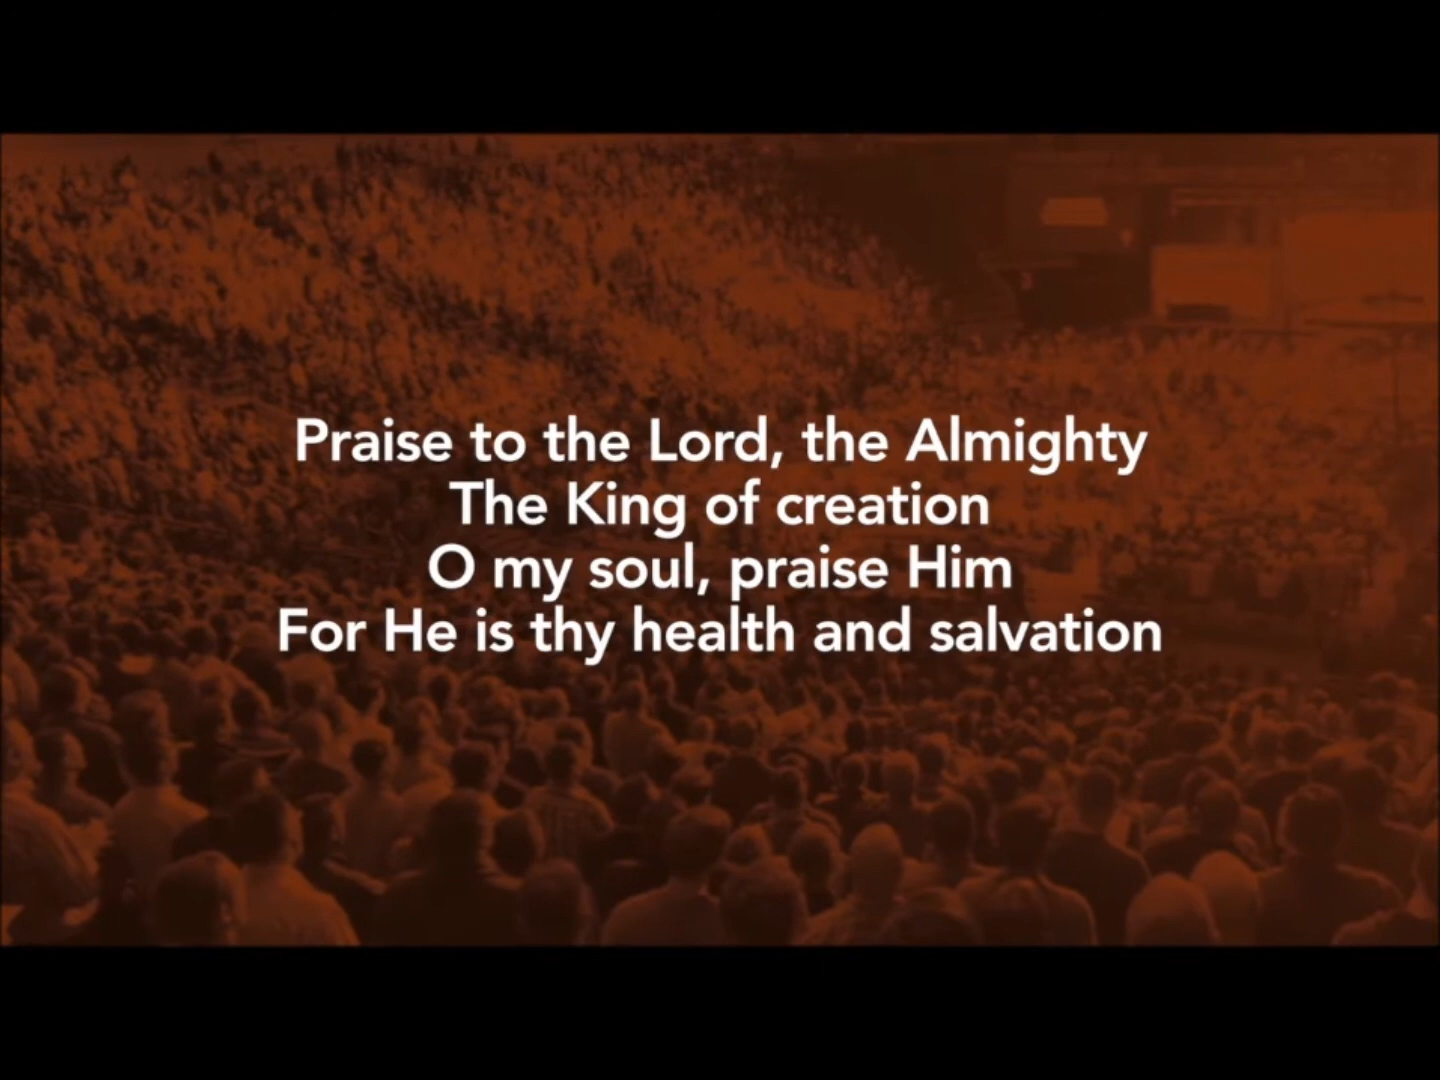 Praise to the Lord, the Almighty
The King of creation
O my soul, praise Him
For He is thy health and salvation